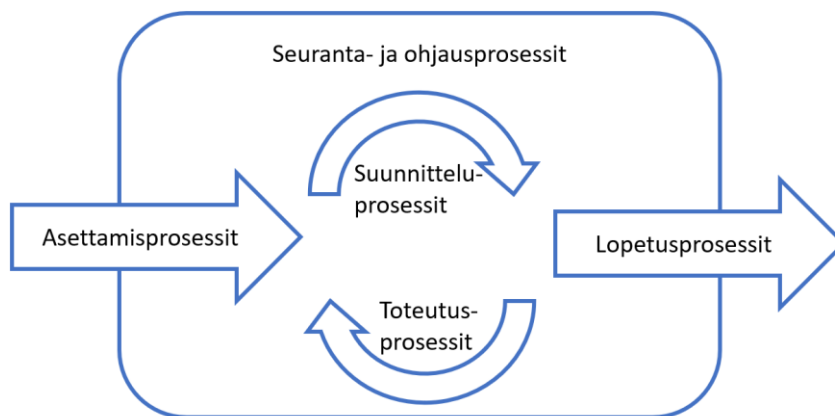 Seuranta- ja ohjausprosessit
Suunnittelu-
prosessit
Asettamisprosessit
Lopetusprosessit
Toteutus-
prosessit